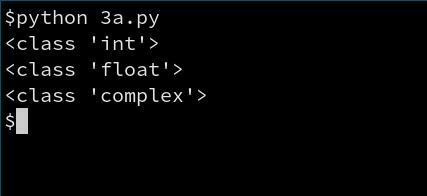 $python 3a.py
<class 'int'>
<class 'float'>
<class 'complex'>
$